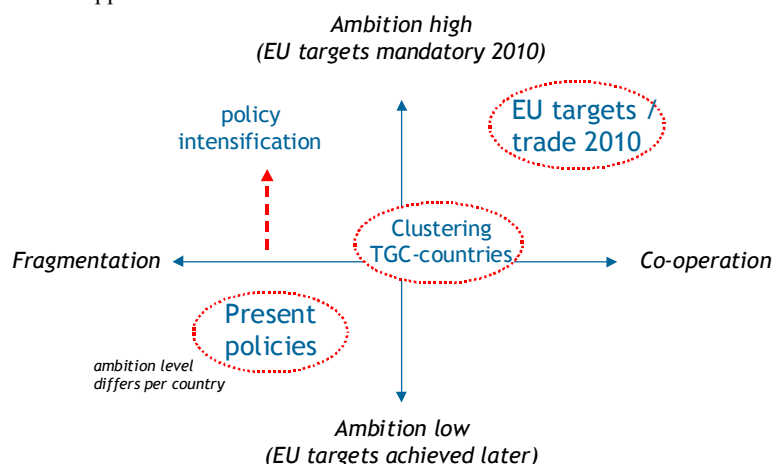 Ambition high
(EU targets mandatory 2010)
policy
intensification
EU targets /
trade 2010
Clustering
TGC-countries
Fragmentation
Co-operation
Present
policies
ambition level
differs per country
Ambition low
(EU targets achieved later)